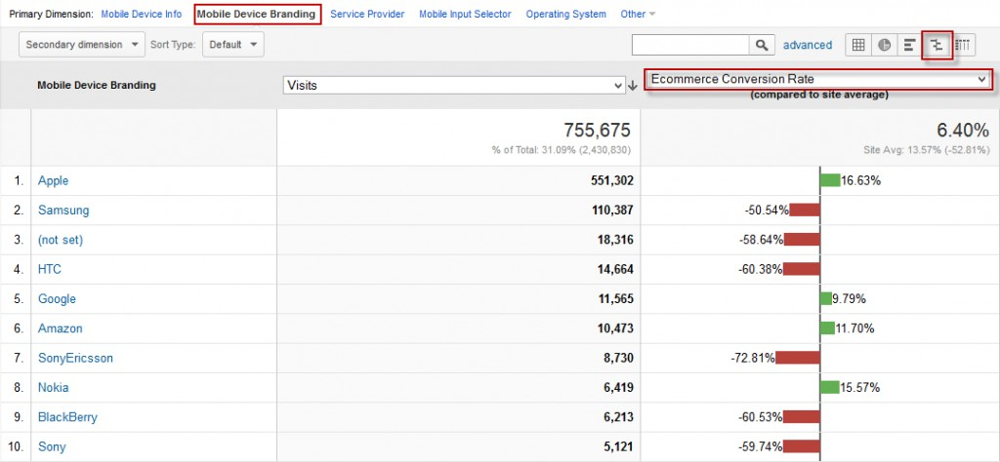 Primary Dimension: Mobile Device Info Mobile Device Branding Service Provider Mobile Input Selector Operating System Other
Secondary dimension Sort Type: Default advanced
Mobile Device Branding Visits Ecommerce Conversion Rate
(compared to site average)
755,675 6.40%
% of Total: 31.09% (2,430,830) Site Avg: 13.57% (-52.81%)
1. Apple 551,302 16.63%
2. Samsung 110,387 -50.54%
3. (not set) 18,316 -58.64%
4. HTC 14,664 -60.38%
5. Google 11,565 9.79%
6. Amazon 10,473 11.70%
7. SonyEricsson 8,730 -72.81%
8. Nokia 6,419 15.57%
9. BlackBerry 6,213 -60.53%
10. Sony 5,121 -59.74%